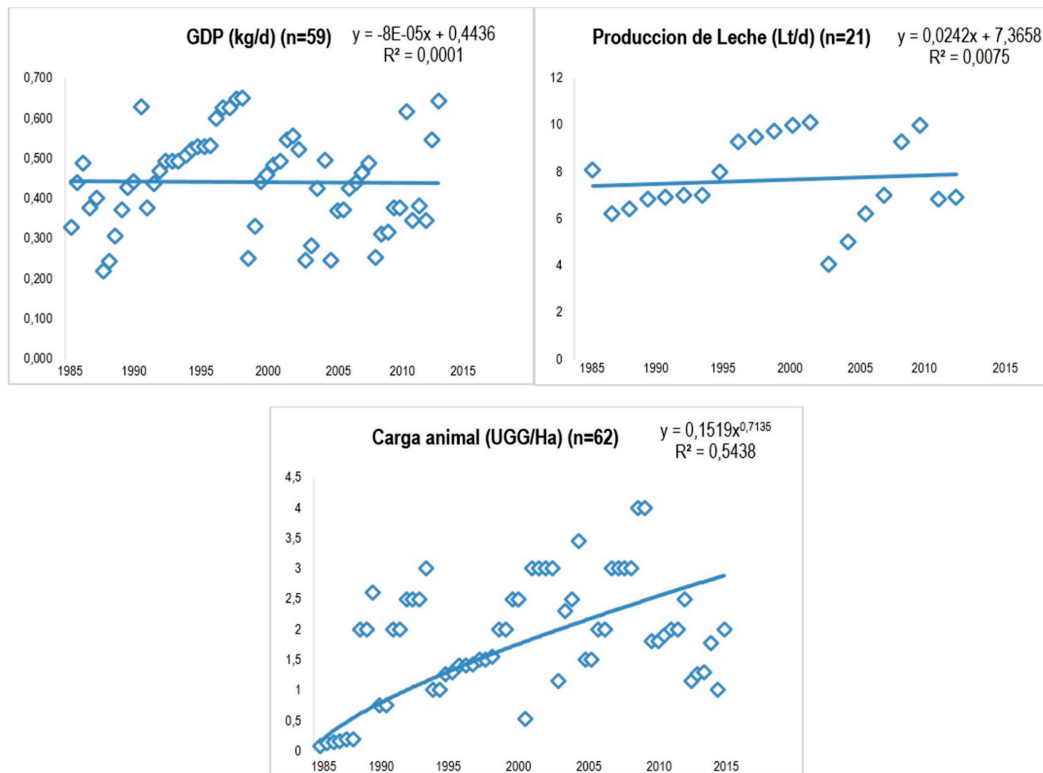 GDP (kg/d) (n=59)
y = -8E-05x + 0,4436
R² = 0,0001
0,700
0,600
0,500
0,400
0,300
0,200
0,100
0,000
1985 1990 1995 2000 2005 2010 2015
Produccion de Leche (Lt/d) (n=21)
y = 0,0242x + 7,3658
R² = 0,0075
12
10
8
6
4
2
0
1985 1990 1995 2000 2005 2010 2015
Carga animal (UGG/Ha) (n=62)
y = 0,1519x^0,7135
R² = 0,5438
4,5
4
3,5
3
2,5
2
1,5
1
0,5
0
1985 1990 1995 2000 2005 2010 2015